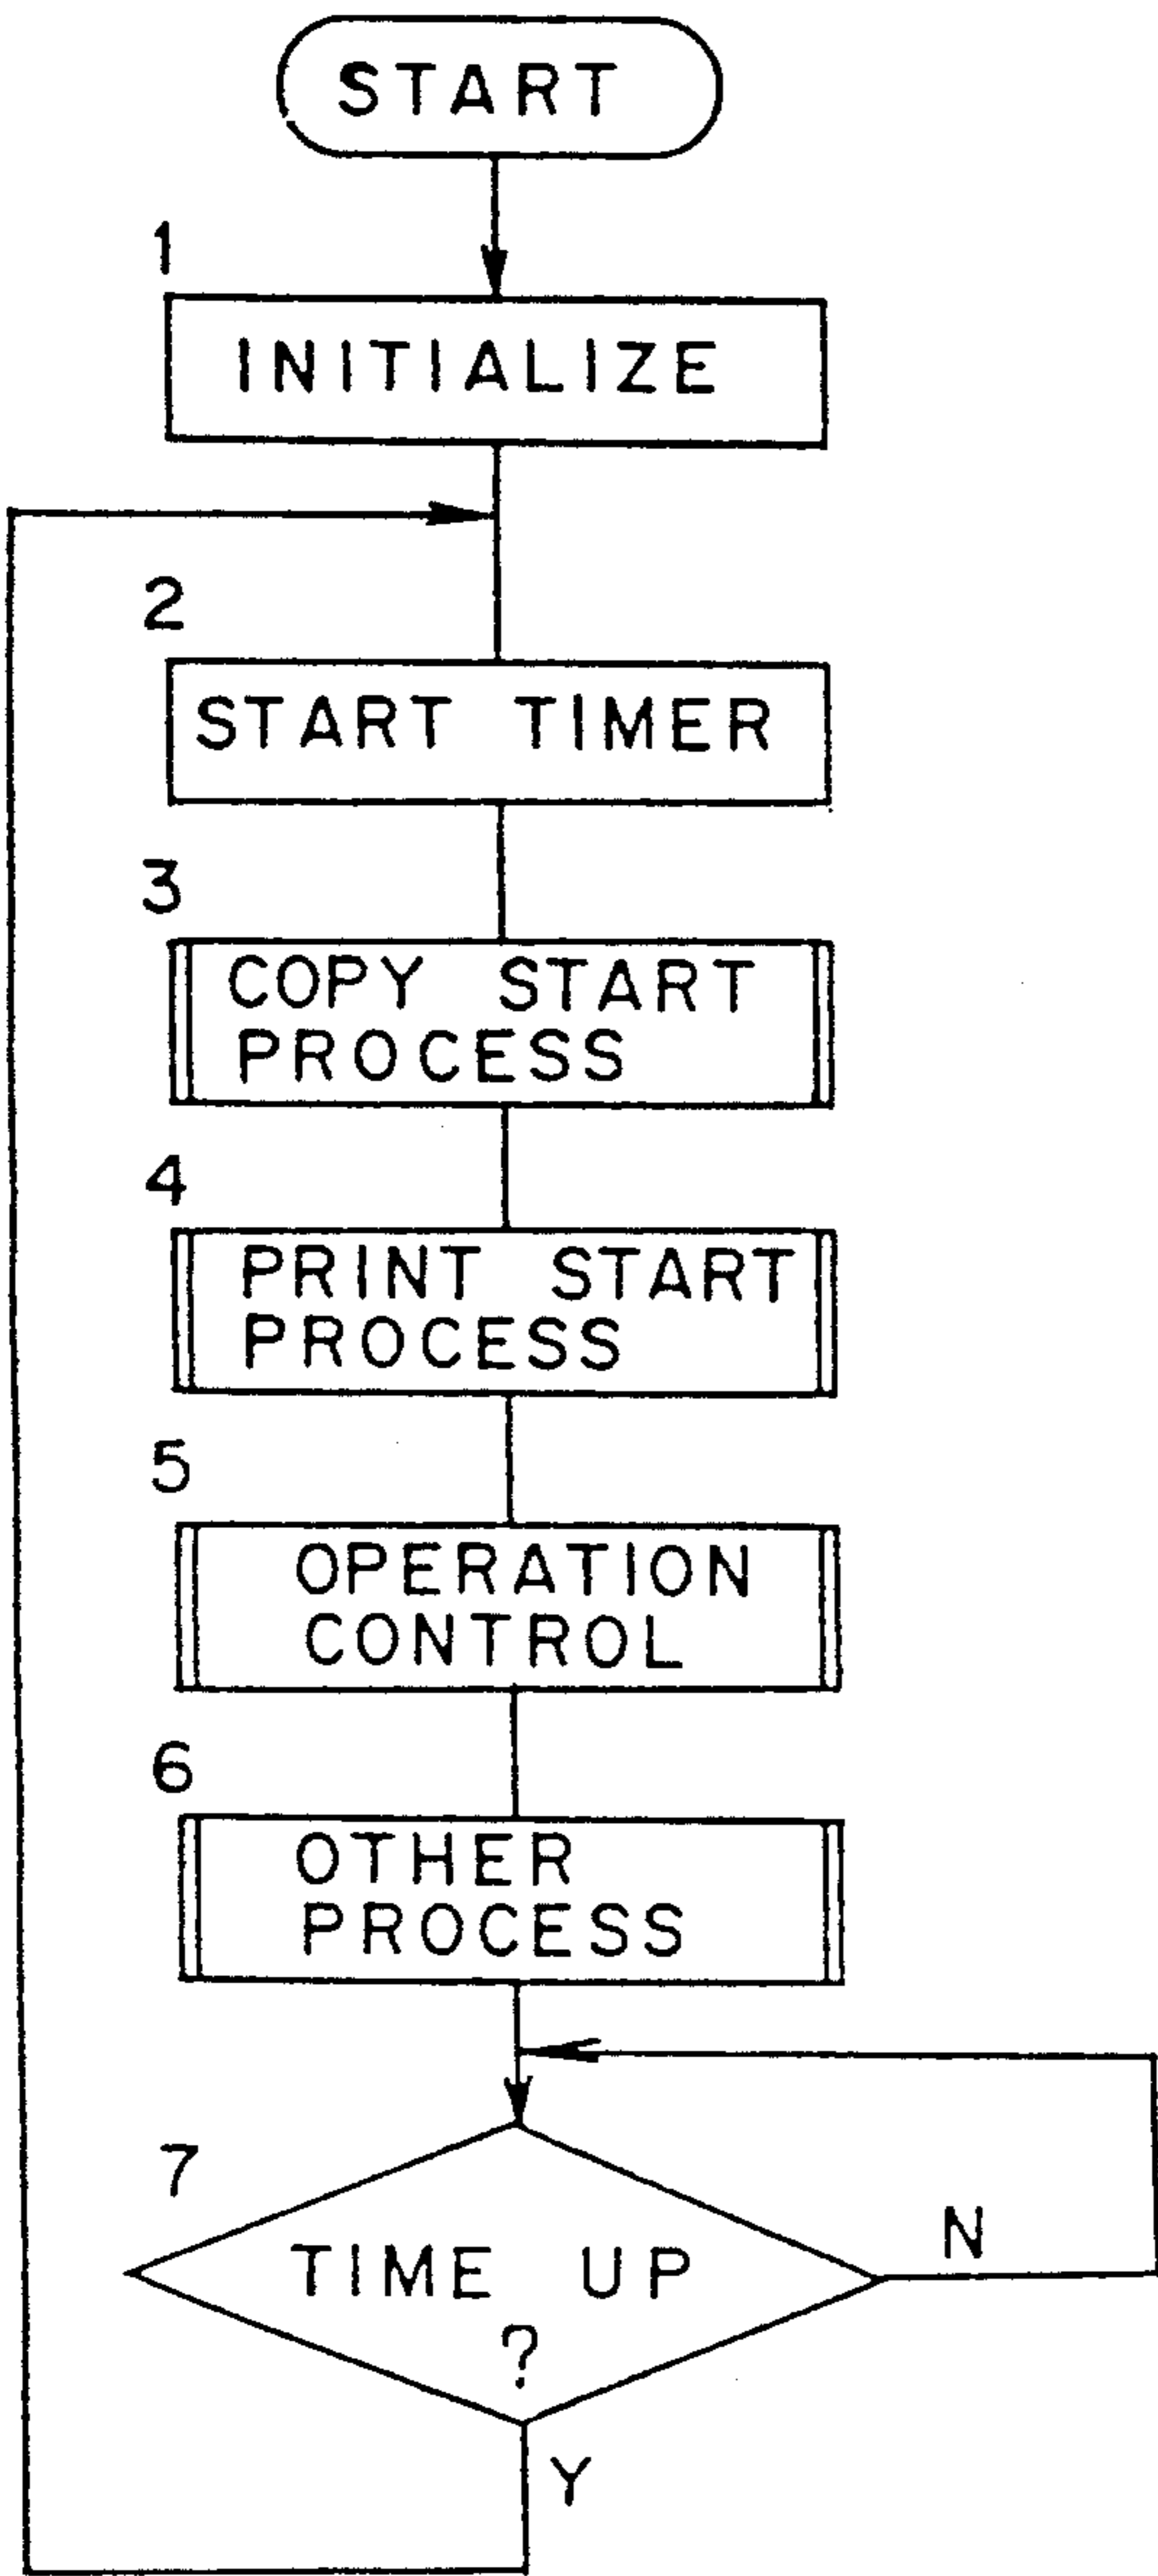 START
1
INITIALIZE
2
START TIMER
3
COPY START
PROCESS
4
PRINT START
PROCESS
5
OPERATION
CONTROL
6
OTHER
PROCESS
7
TIME UP
?
N
Y